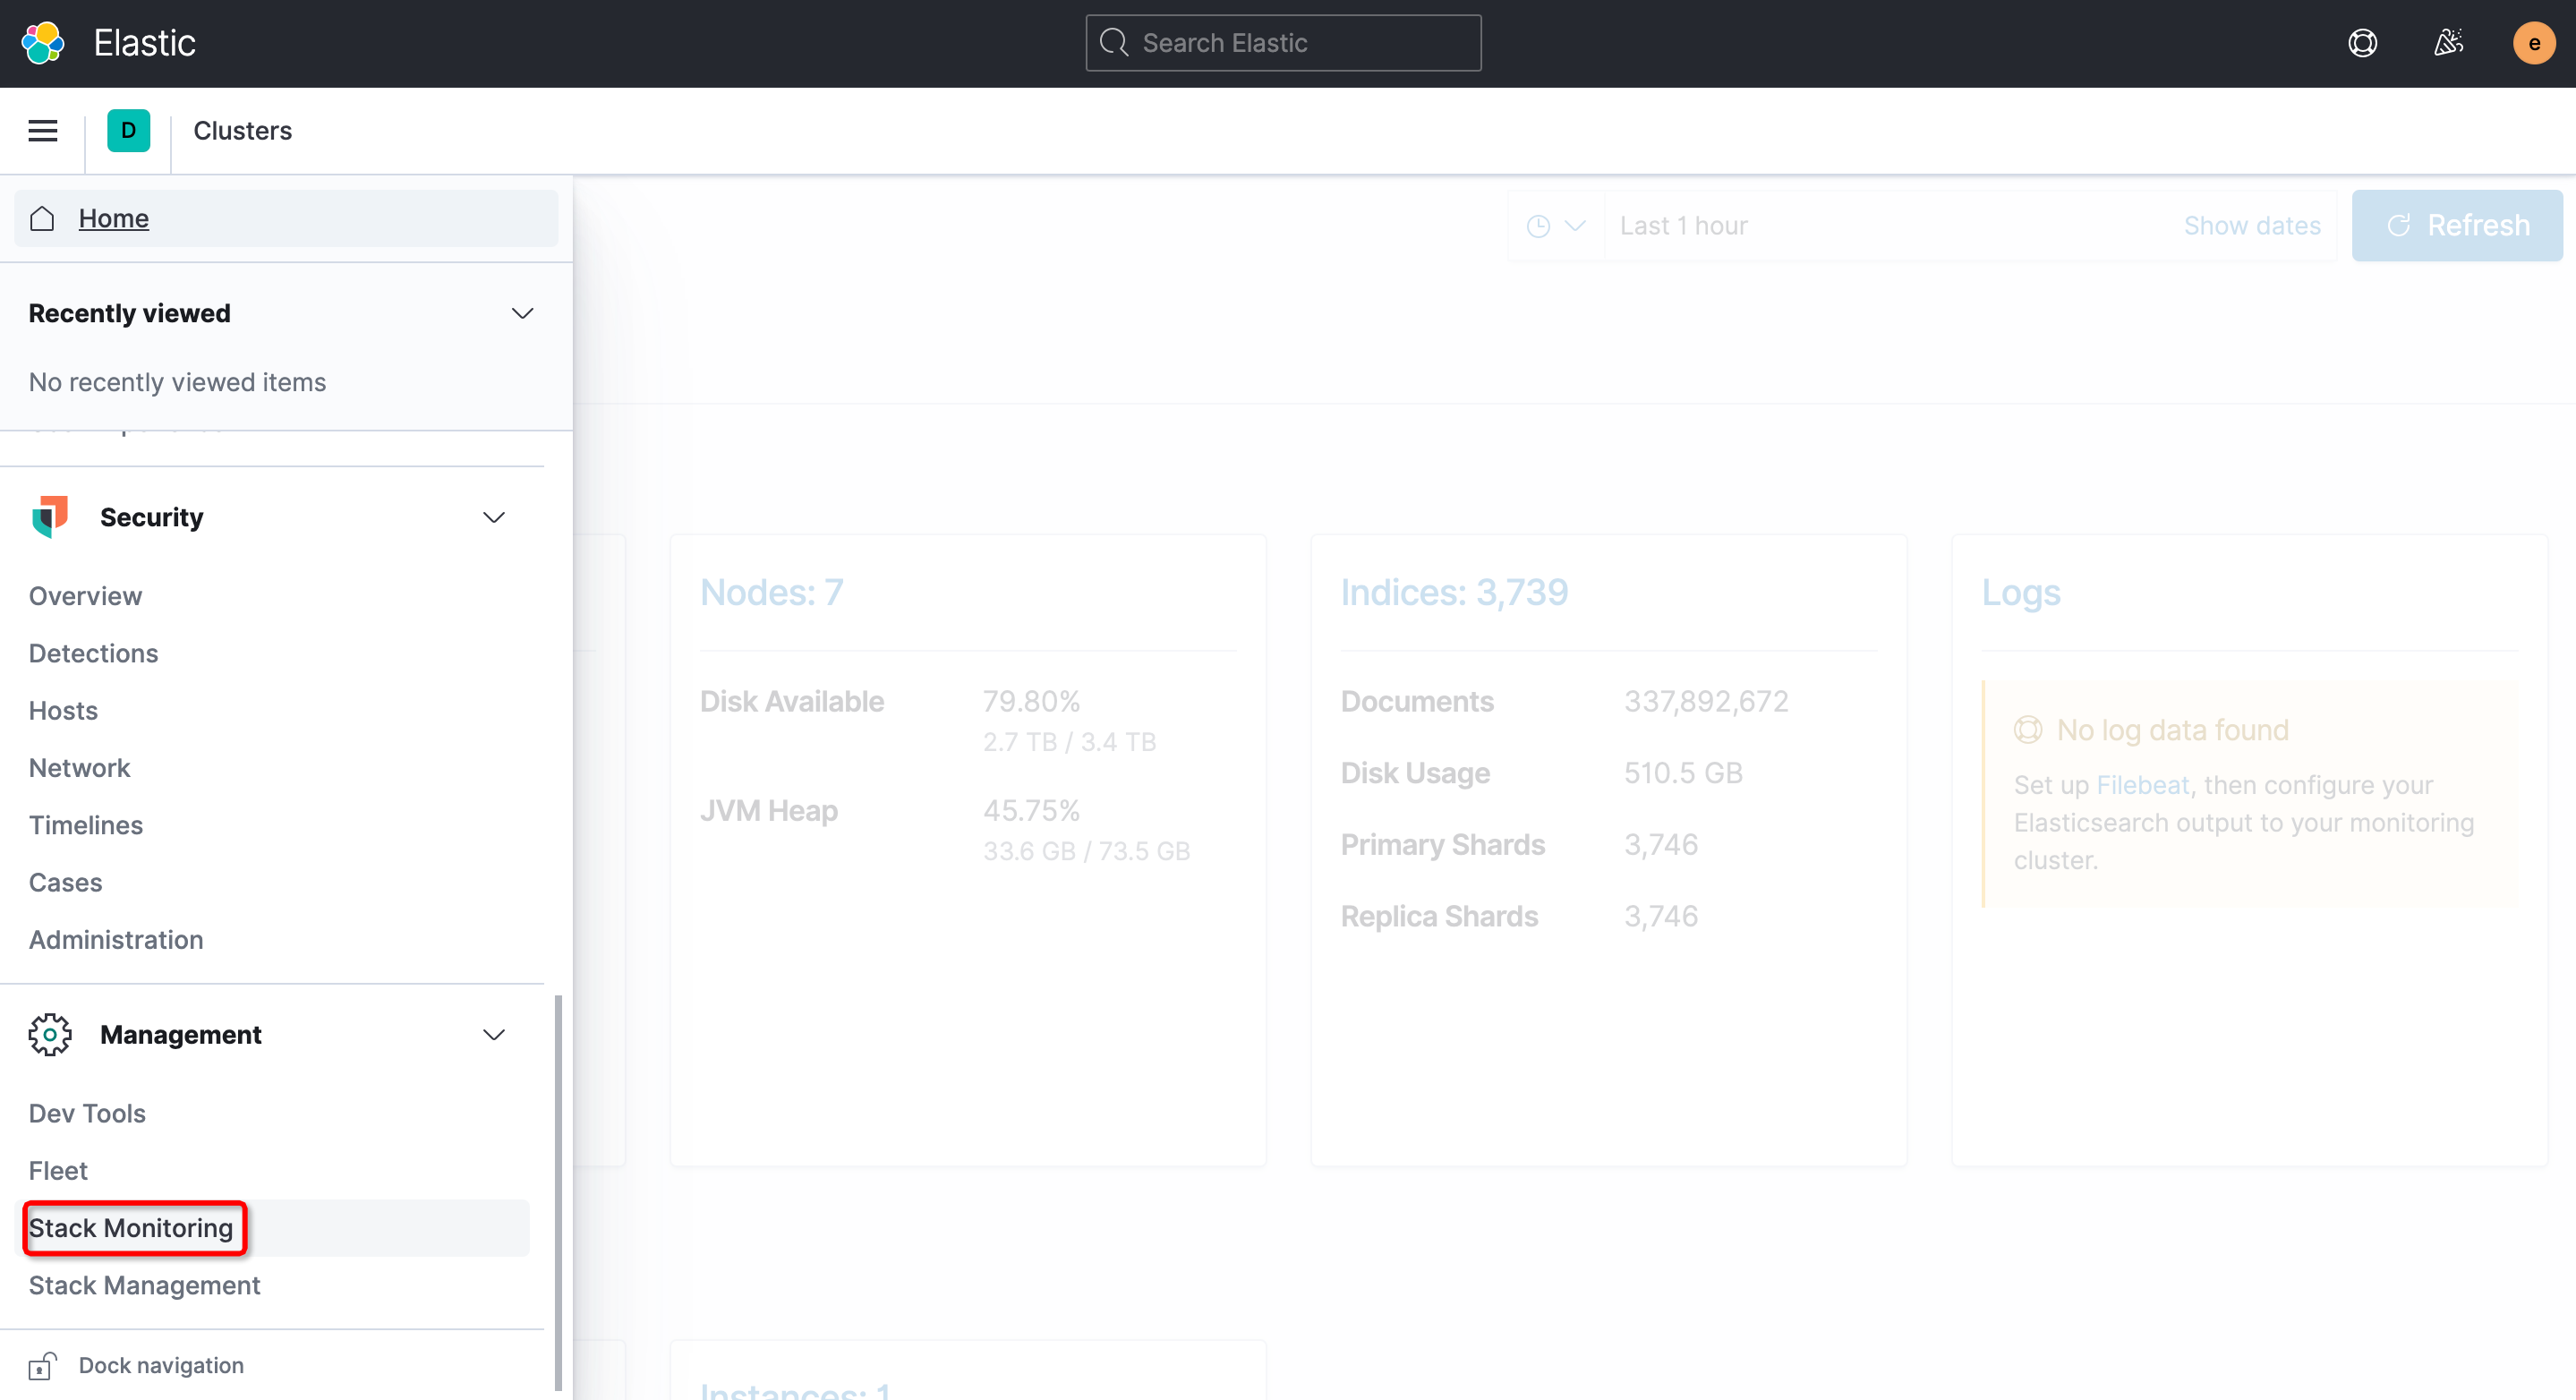 Elastic
Search Elastic
e
D
Clusters
Home
Recently viewed
No recently viewed items
Security
Overview
Detections
Hosts
Network
Timelines
Cases
Administration
Management
Dev Tools
Fleet
Stack Monitoring
Stack Management
Dock navigation
Last 1 hour
Show dates
Refresh
Nodes: 7
Disk Available
79.80%
2.7 TB / 3.4 TB
JVM Heap
45.75%
33.6 GB / 73.5 GB
Indices: 3,739
Documents
337,892,672
Disk Usage
510.5 GB
Primary Shards
3,746
Replica Shards
3,746
Logs
No log data found
Set up Filebeat, then configure your
Elasticsearch output to your monitoring
cluster.
Instances: 1